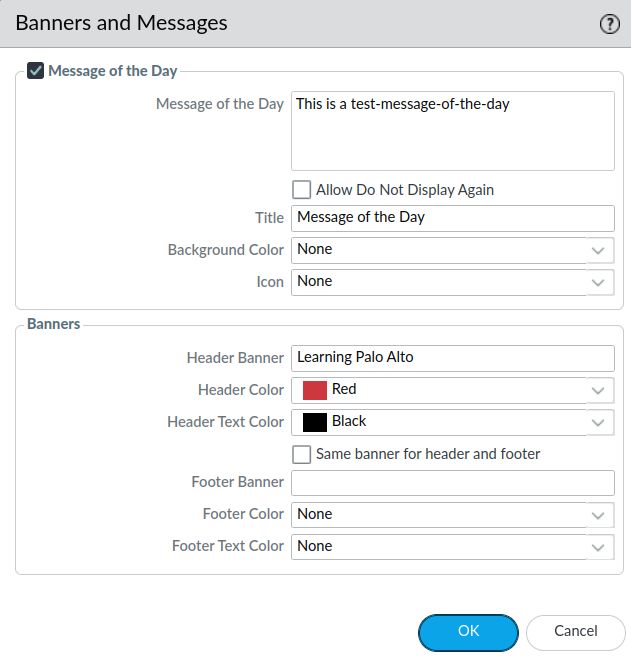 Banners and Messages ?
Message of the Day
Message of the Day This is a test-message-of-the-day
Allow Do Not Display Again
Title Message of the Day
Background Color None
Icon None
Banners
Header Banner Learning Palo Alto
Header Color Red
Header Text Color Black
Same banner for header and footer
Footer Banner
Footer Color None
Footer Text Color None
OK Cancel